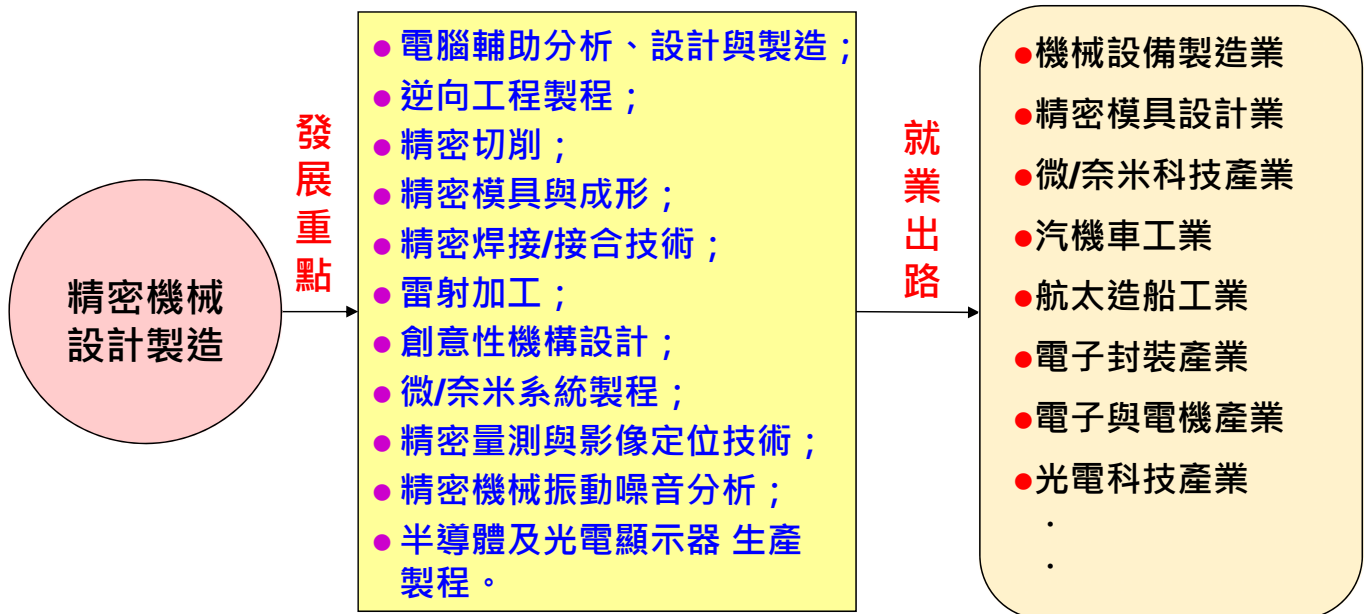 精密機械
設計製造
發展重點
●電腦輔助分析、設計與製造；
●逆向工程製程；
●精密切削；
●精密模具與成形；
●精密焊接/接合技術；
●雷射加工；
●創意性機構設計；
●微/奈米系統製程；
●精密量測與影像定位技術；
●精密機械振動噪音分析；
●半導體及光電顯示器 生產
製程。
就業出路
●機械設備製造業
●精密模具設計業
●微/奈米科技產業
●汽機車工業
●航太造船工業
●電子封裝產業
●電子與電機產業
●光電科技產業
．
．